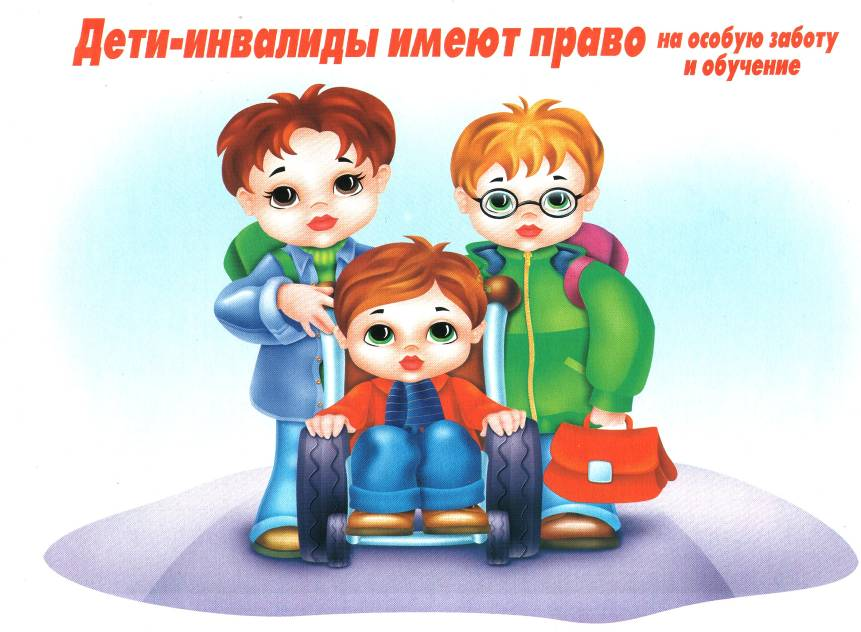 Дети-инвалиды имеют право на особую заботу
и обучение